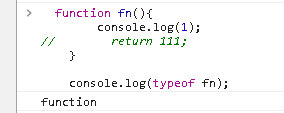 > function fn(){
console.log(1);
// return 111;
}
console.log(typeof fn);
function